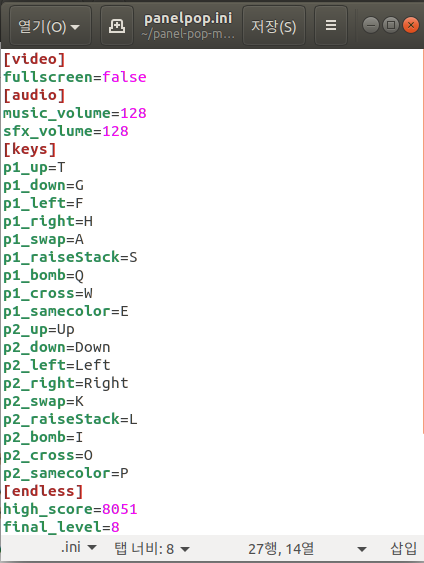 열기(O)
panelpop.ini
~/panel-pop-m...
저장(S)
[video]
fullscreen=false
[audio]
music_volume=128
sfx_volume=128
[keys]
p1_up=T
p1_down=G
p1_left=F
p1_right=H
p1_swap=A
p1_raiseStack=S
p1_bomb=Q
p1_cross=W
p1_samecolor=E
p2_up=Up
p2_down=Down
p2_left=Left
p2_right=Right
p2_swap=K
p2_raiseStack=L
p2_bomb=I
p2_cross=O
p2_samecolor=P
[endless]
high_score=8051
final_level=8
.ini 탭 너비: 8 27행, 14열 삽입